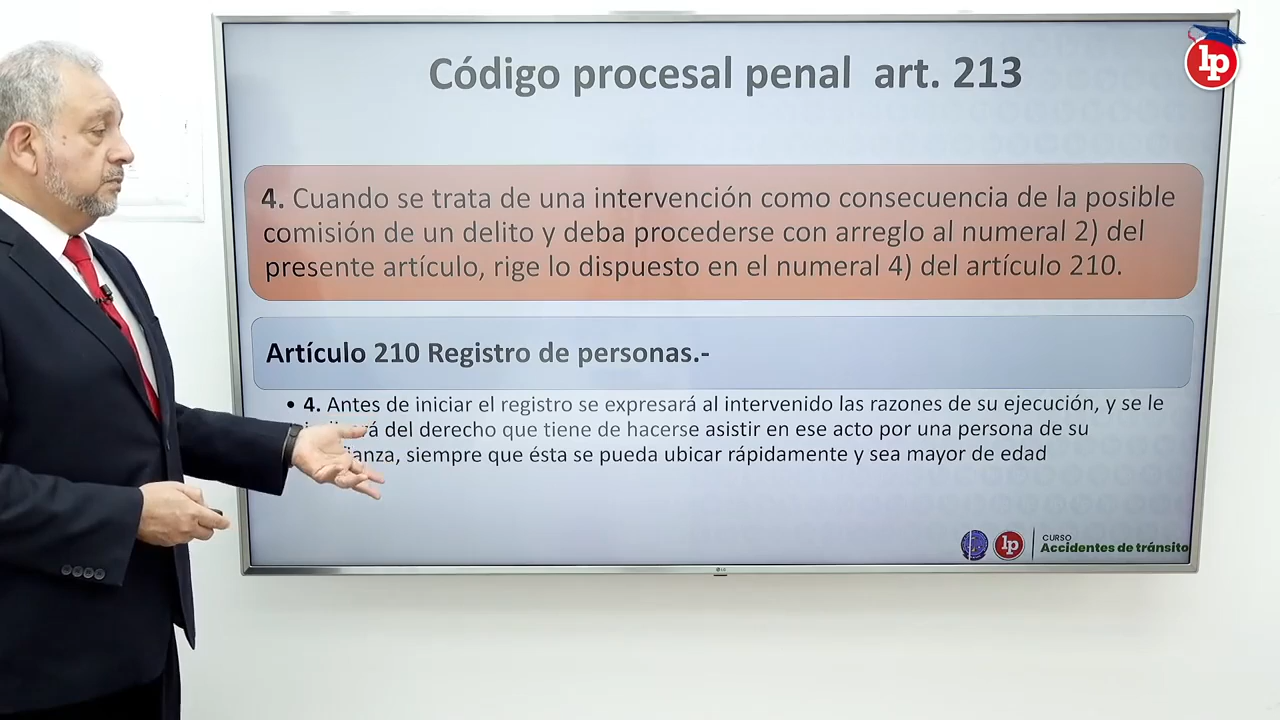 lp
Código procesal penal art. 213
4. Cuando se trata de una intervención como consecuencia de la posible
comisión de un delito y deba procederse con arreglo al numeral 2) del
presente artículo, rige lo dispuesto en el numeral 4) del artículo 210.
Artículo 210 Registro de personas.-
• 4. Antes de iniciar el registro se expresará al intervenido las razones de su ejecución, y se le
del derecho que tiene de hacerse asistir en ese acto por una persona de su
siempre que ésta se pueda ubicar rápidamente y sea mayor de edad
lp
CURSO
Accidentes de tránsito
LG